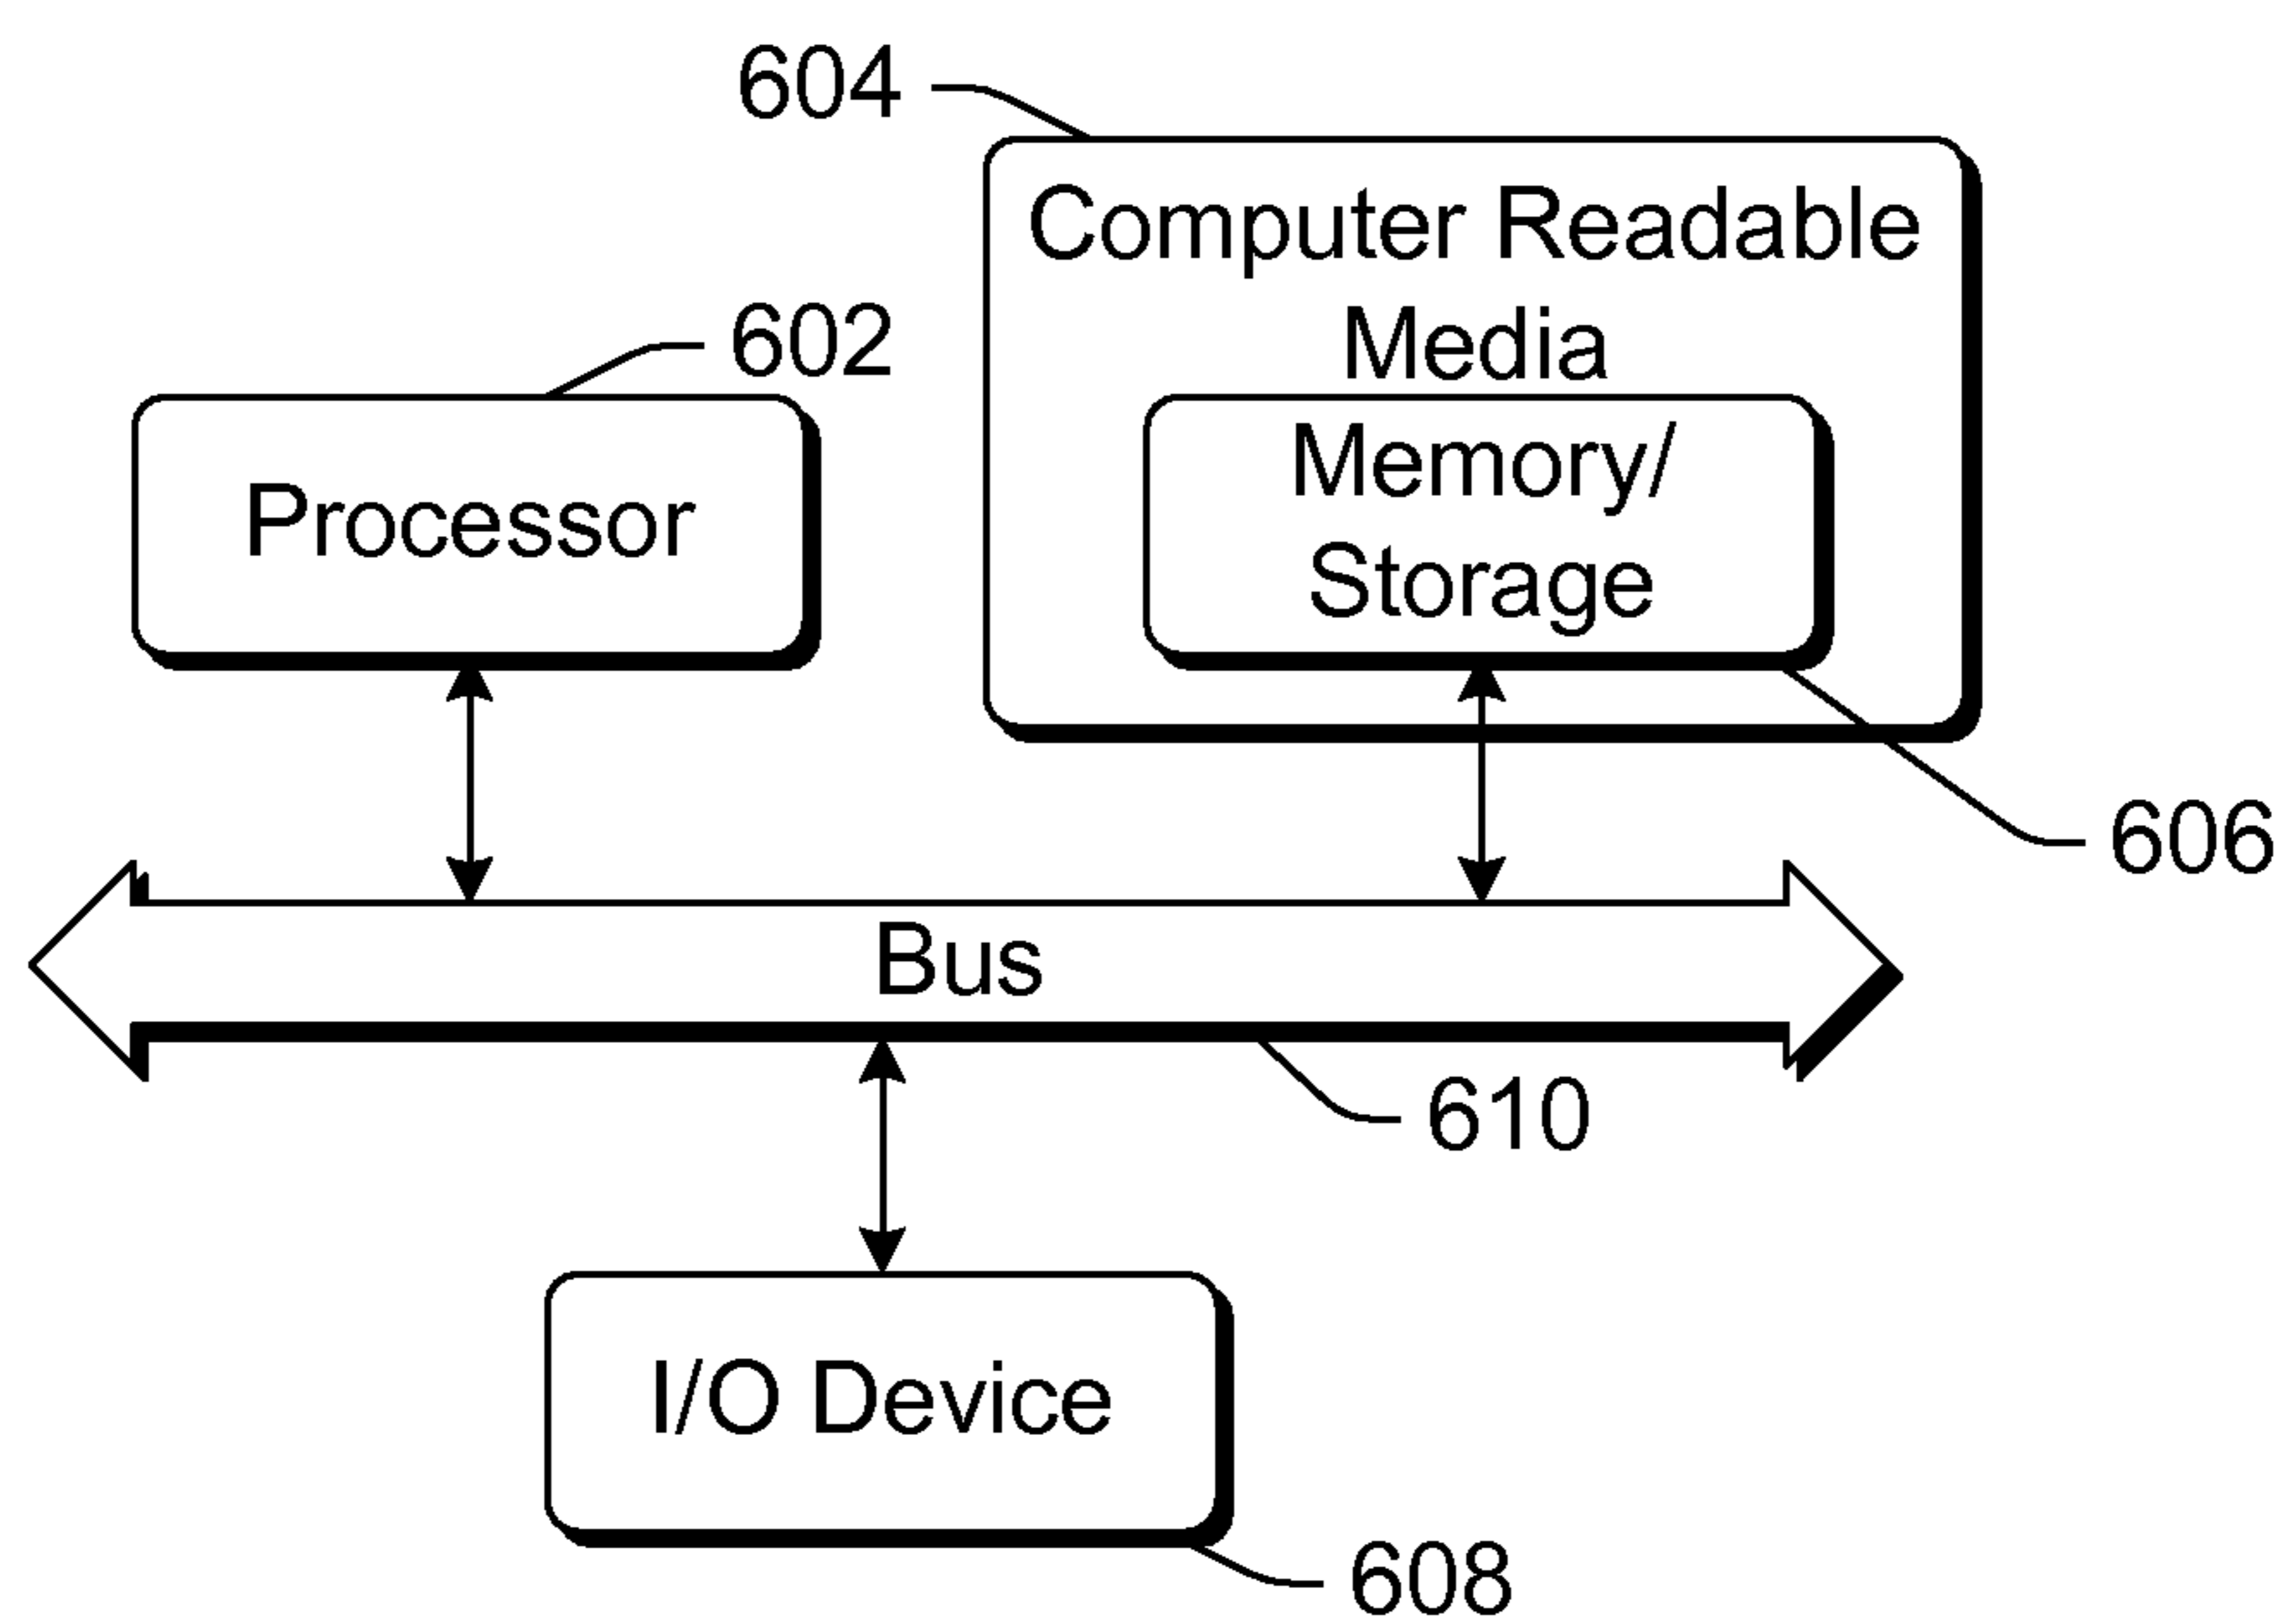 604
Computer Readable
Media
602
Processor
Memory/
Storage
606
Bus
610
I/O Device
608